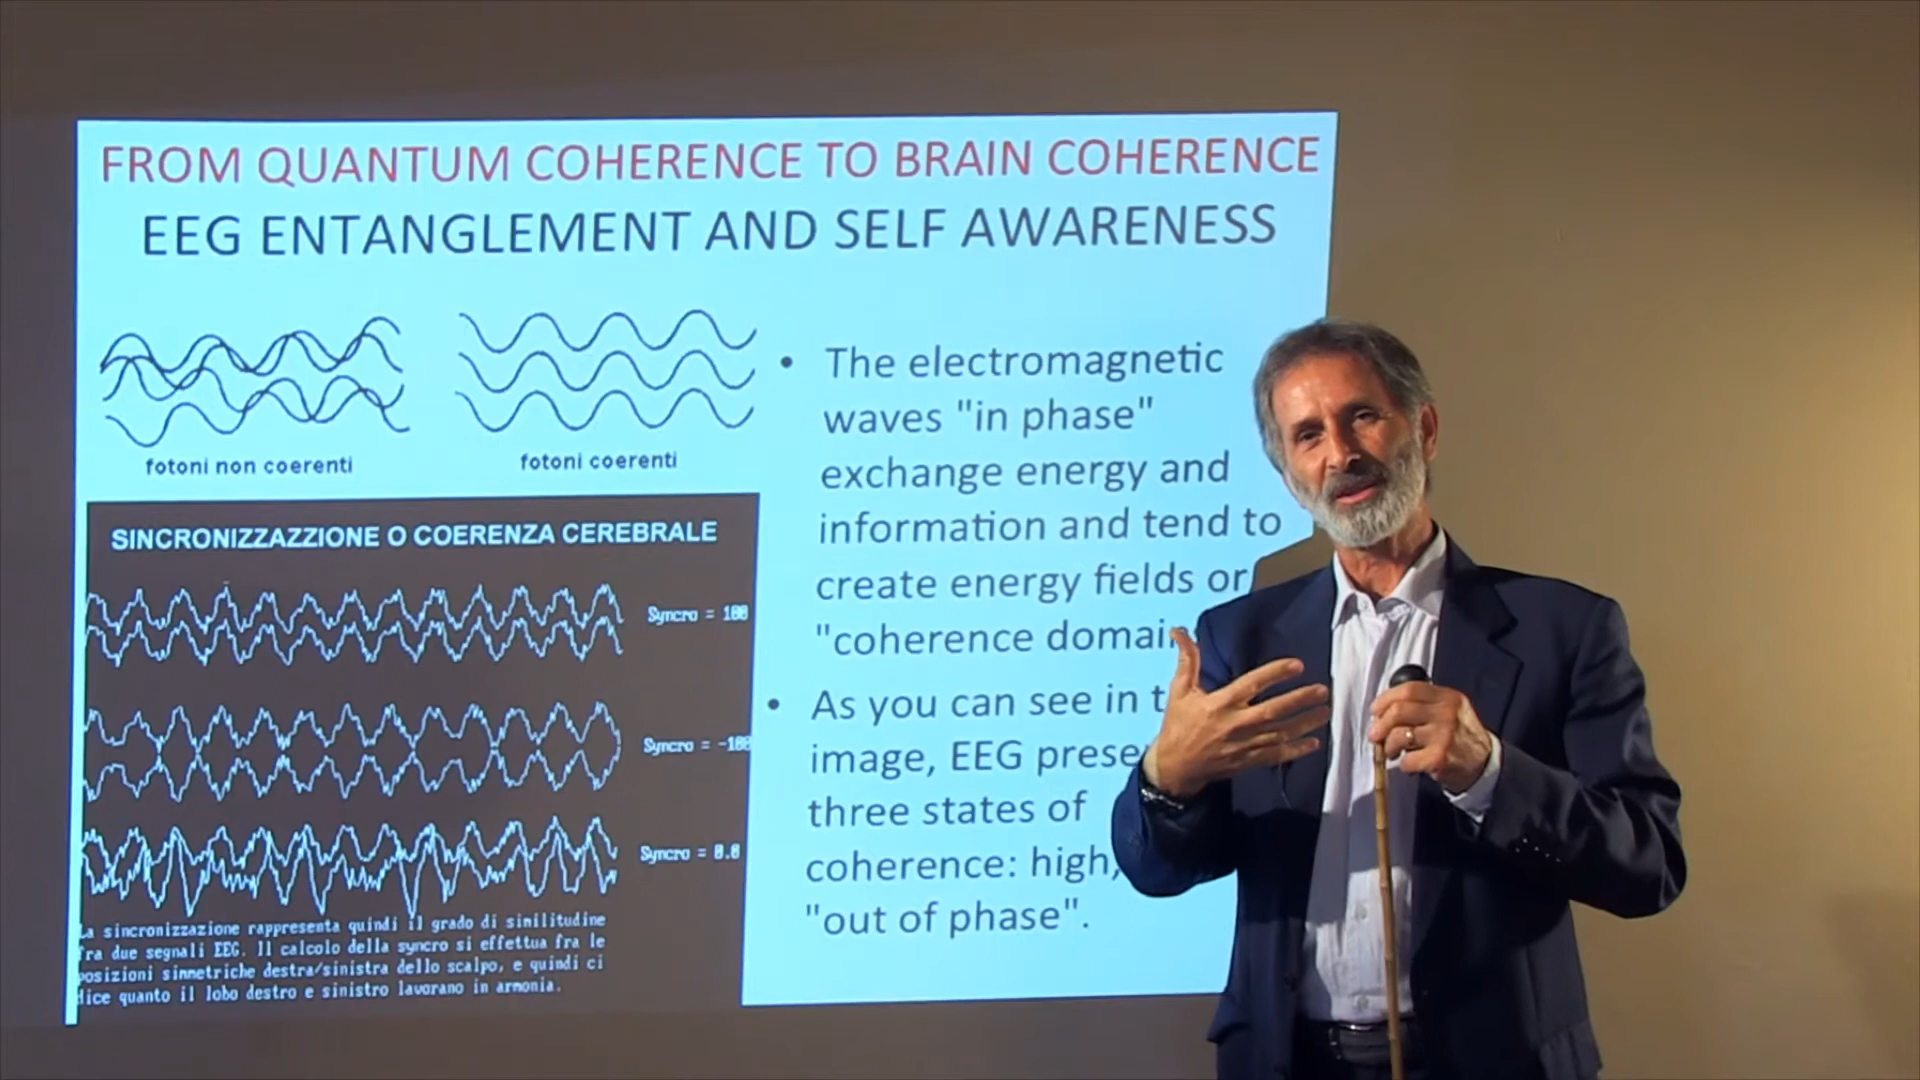 FROM QUANTUM COHERENCE TO BRAIN COHERENCE
EEG ENTANGLEMENT AND SELF AWARENESS
fotoni non coerenti
fotoni coerenti
SINCRONIZZAZZIONE O COERENZA CEREBRALE
Syncro = 100
Syncro = -100
Syncro = 0.0
La sincronizzazione rappresenta quindi il grado di similitudine
fra due segnali EEG. Il calcolo della syncro si effettua fra le
posizioni simmetriche destra/sinistra dello scalpo, e quindi ci
dice quanto il lobo destro e sinistro lavorano in armonia.
• The electromagnetic
waves "in phase"
exchange energy and
information and tend to
create energy fields or
"coherence domain
• As you can see in t
image, EEG prese
three states of
coherence: high,
"out of phase".